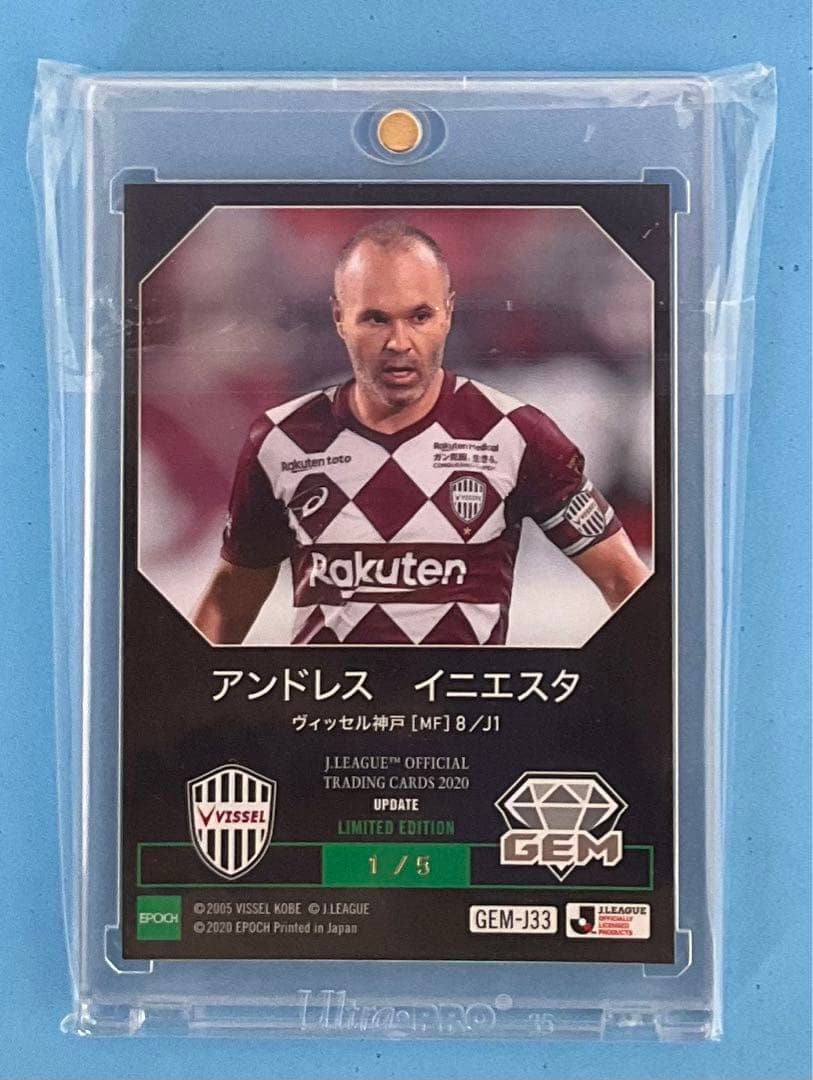 Rakuten toto
Rakuten Medical
ガン克服。生きる。
VISSEL
VISSEL
Rakuten
アンドレス イニエスタ
ヴィッセル神戸 [MF] 8/J1
J.LEAGUE™ OFFICIAL
TRADING CARDS 2020
UPDATE
LIMITED EDITION
VISSEL
GEM
1/5
EPOCH
©2005 VISSEL KOBE ©J.LEAGUE
©2020 EPOCH Printed in Japan
GEM-J33
J.LEAGUE
OFFICIALLY
LICENSED
PRODUCTS
Ultra PRO®